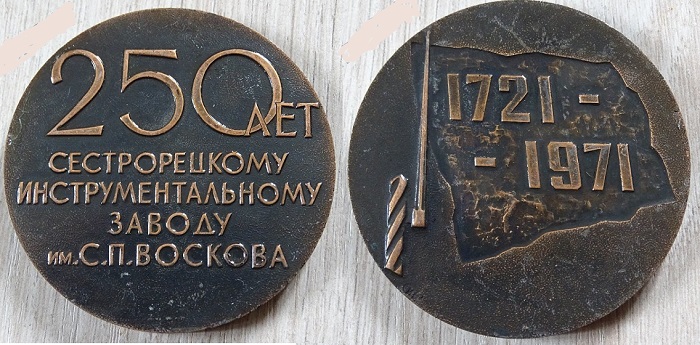 250 ЛЕТ
СЕСТРОРЕЦКОМУ
ИНСТРУМЕНТАЛЬНОМУ
ЗАВОДУ
ИМ. С.П. ВОСКОВА
1721 -
- 1971